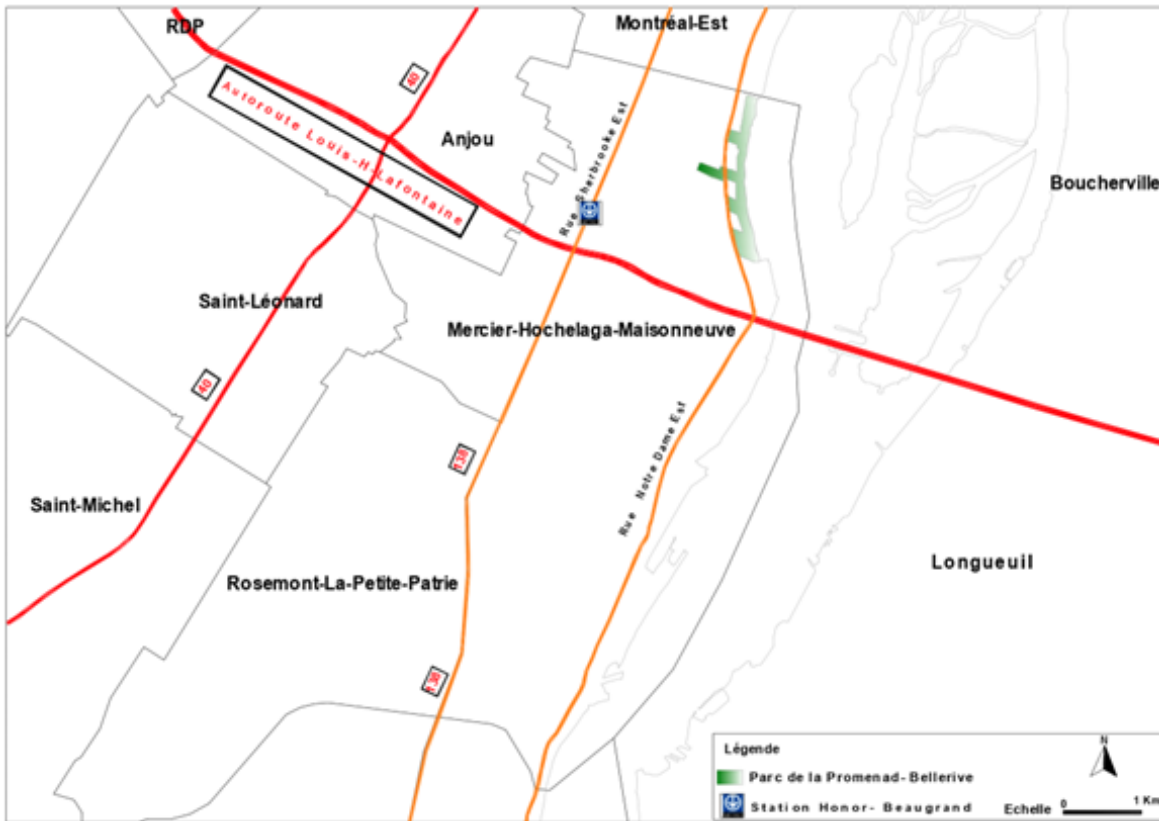 RDP
Montréal-Est
40
Autoroute Louis-H-Lafontaine
Anjou
Rue Sherbrooke Est
Boucherville
Saint-Léonard
Mercier-Hochelaga-Maisonneuve
40
138
Rue Notre Dame Est
Saint-Michel
Longueuil
Rosemont-La-Petite-Patrie
138
Légende
N
Parc de la Promenad- Bellerive
Station Honor- Beaugrand
Echelle 0 1 Km